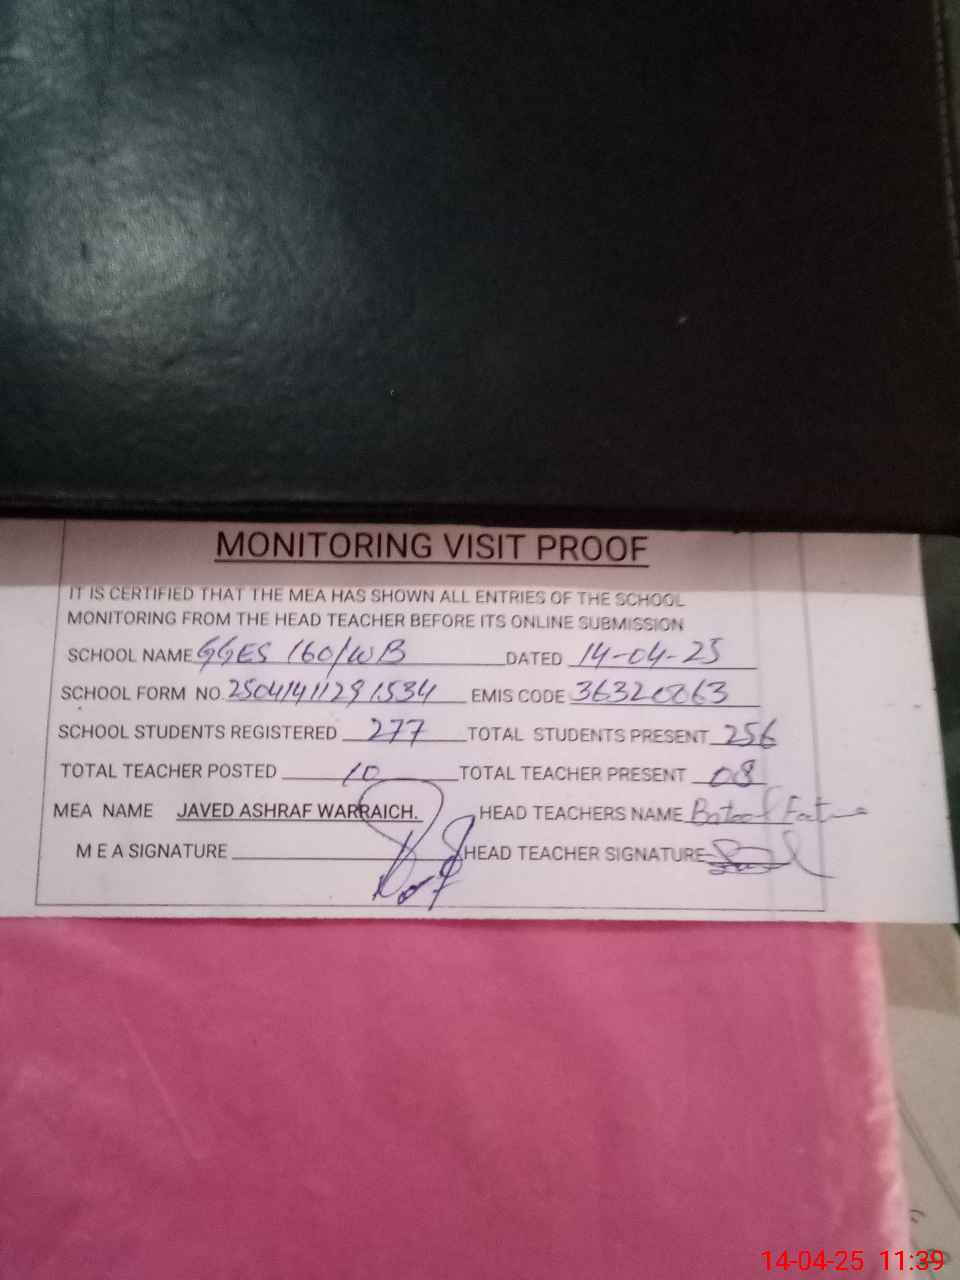 MONITORING VISIT PROOF
IT IS CERTIFIED THAT THE MEA HAS SHOWN ALL ENTRIES OF THE SCHOOL
MONITORING FROM THE HEAD TEACHER BEFORE ITS ONLINE SUBMISSION
SCHOOL NAME GGES 160/WB DATED 14-04-25
SCHOOL FORM NO. EMIS CODE
SCHOOL STUDENTS REGISTERED 277 TOTAL STUDENTS PRESENT 256
TOTAL TEACHER POSTED 10 TOTAL TEACHER PRESENT 08
MEA NAME JAVED ASHRAF WARRAICH. HEAD TEACHERS NAME Batool
M E A SIGNATURE HEAD TEACHER SIGNATURE
14-04-25 11:39